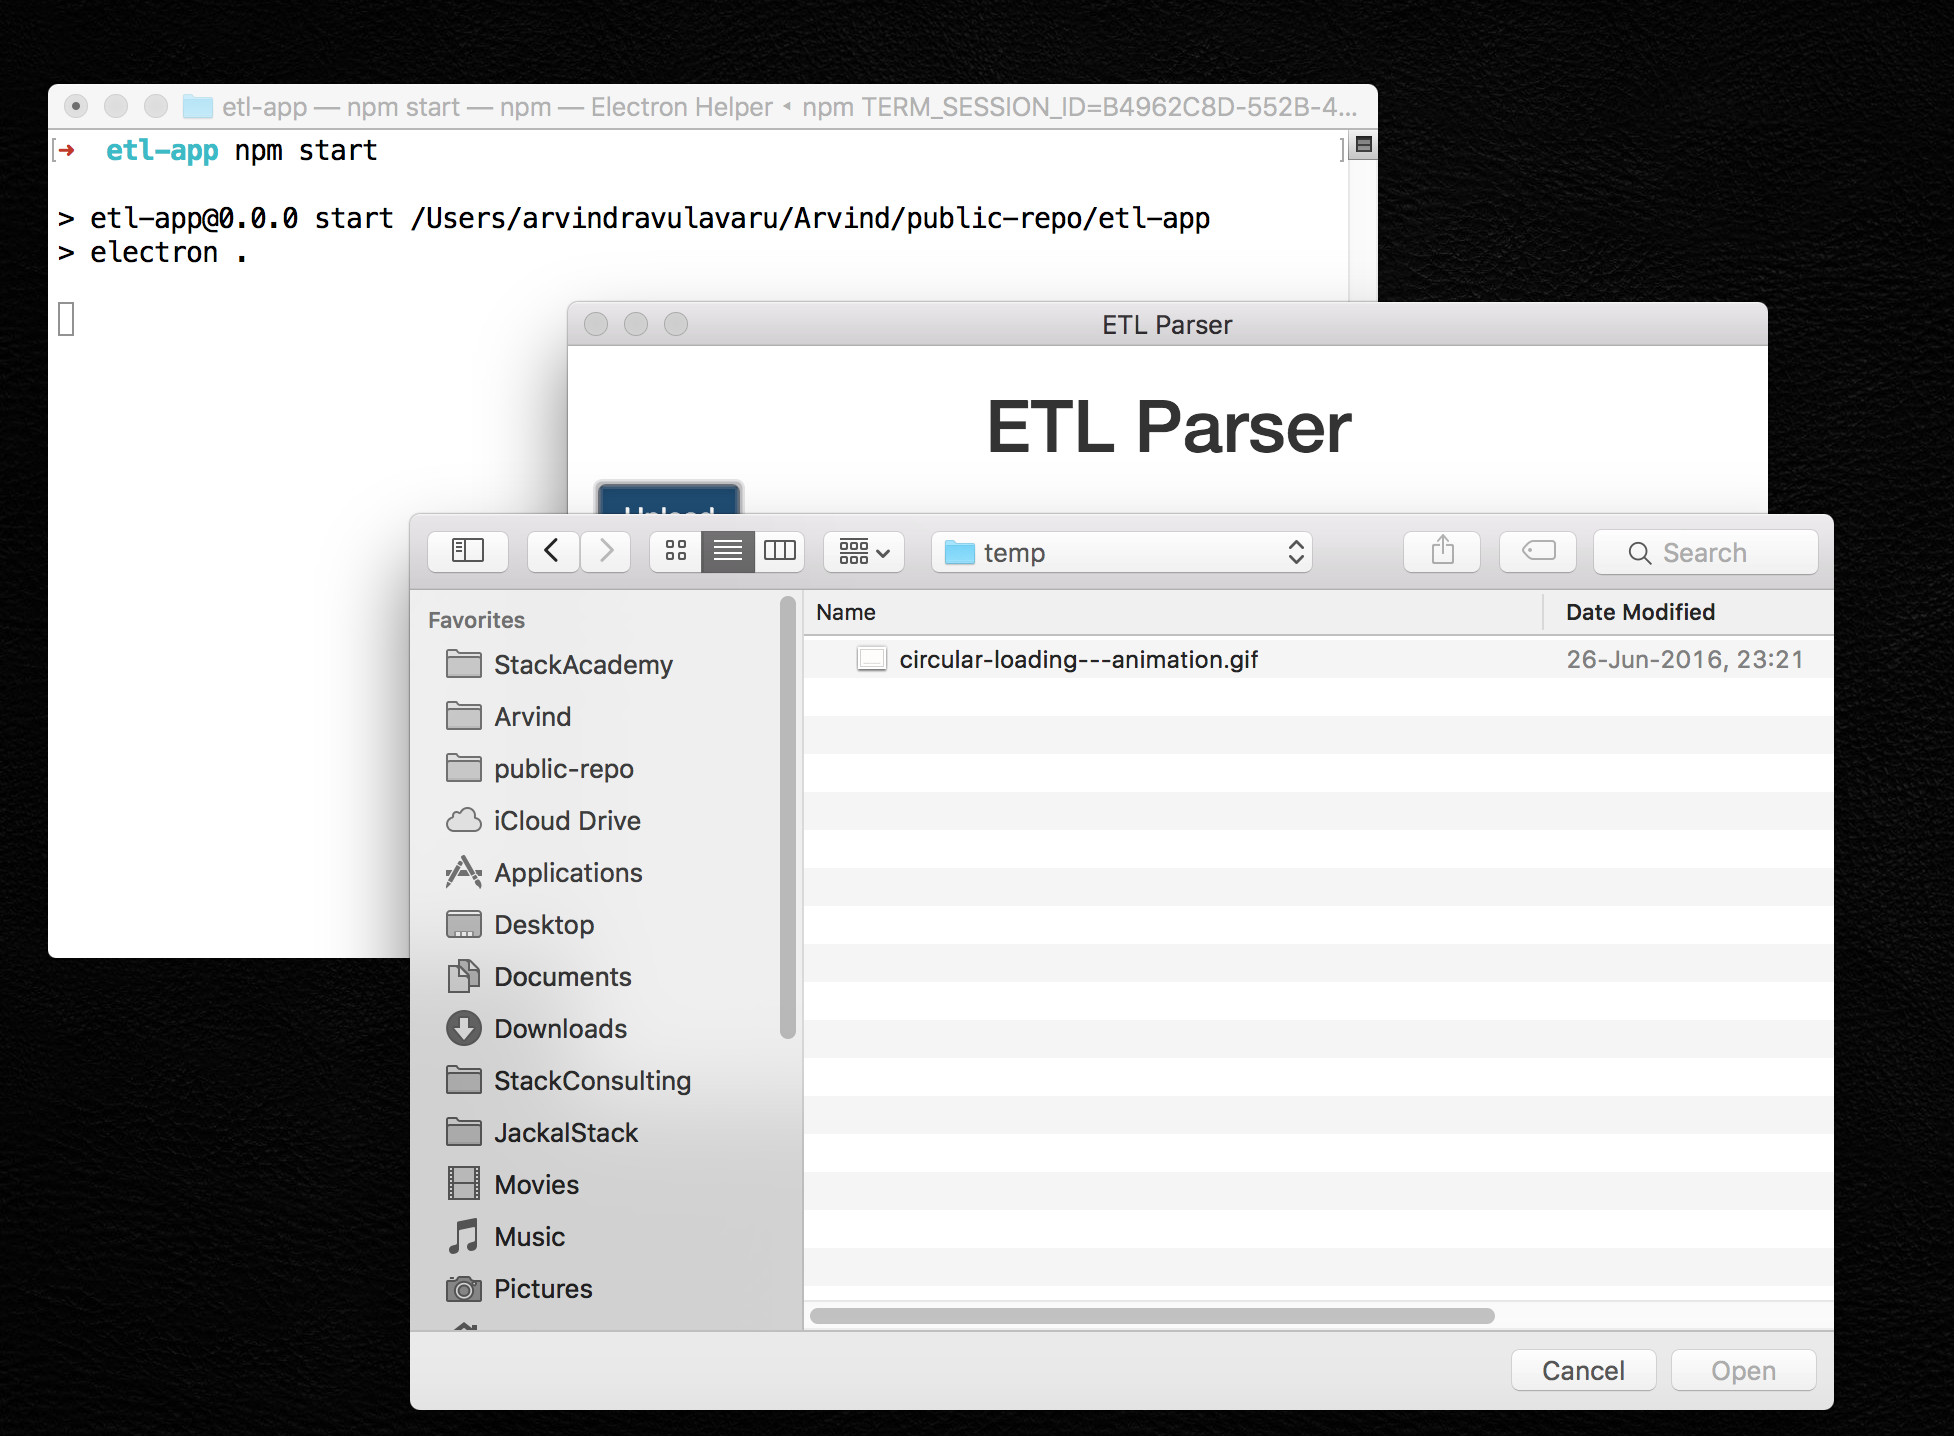 etl-app — npm start — npm — Electron Helper ◂ npm TERM_SESSION_ID=B4962C8D-552B-4...
[➜ etl-app npm start ]
> etl-app@0.0.0 start /Users/arvindravulavaru/Arvind/public-repo/etl-app
> electron .
ETL Parser
ETL Parser
Upload
temp
Search
Favorites
StackAcademy
Arvind
public-repo
iCloud Drive
Applications
Desktop
Documents
Downloads
StackConsulting
JackalStack
Movies
Music
Pictures
Name Date Modified
circular-loading---animation.gif 26-Jun-2016, 23:21
Cancel Open